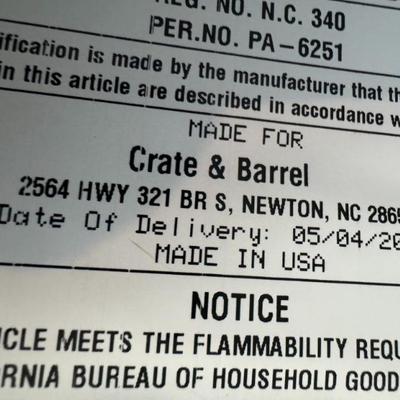 REG. NO. N.C. 340
PER.NO. PA-6251
ification is made by the manufacturer that th
in this article are described in accordance w
MADE FOR
Crate & Barrel
2564 HWY 321 BR S, NEWTON, NC 2865
Date Of Delivery: 05/04/20
MADE IN USA
NOTICE
ICLE MEETS THE FLAMMABILITY REQU
RNIA BUREAU OF HOUSEHOLD GOOD